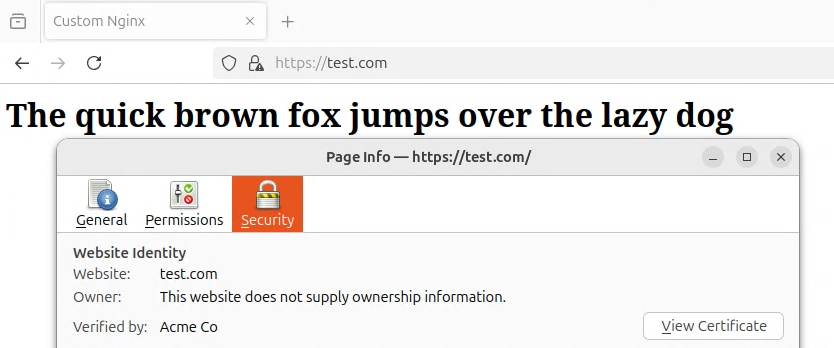 Custom Nginx
https://test.com
The quick brown fox jumps over the lazy dog
Page Info — https://test.com/
General Permissions Security
Website Identity
Website: test.com
Owner: This website does not supply ownership information.
Verified by: Acme Co View Certificate